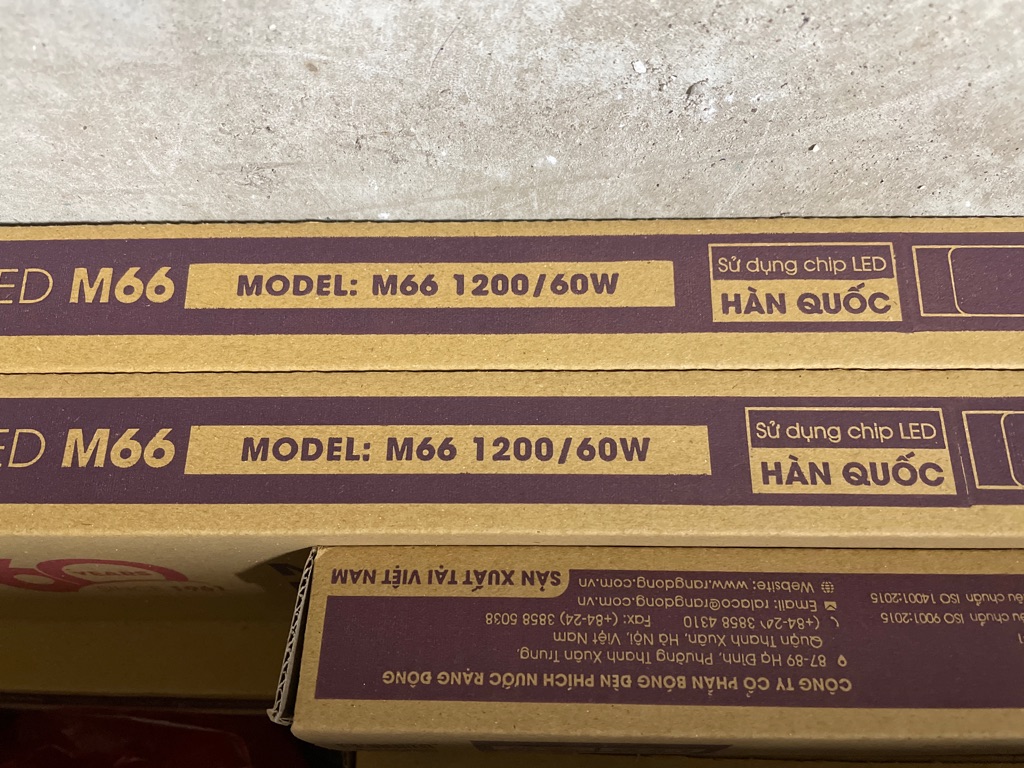 ED M66
MODEL: M66 1200/60W
Sử dụng chip LED
HÀN QUỐC
ED M66
MODEL: M66 1200/60W
Sử dụng chip LED
HÀN QUỐC
60
YEARS
1961
CÔNG TY CỔ PHẦN BÓNG ĐÈN PHÍCH NƯỚC RẠNG ĐÔNG
87-89 Hạ Đình, Phường Thanh Xuân Trung,
Quận Thanh Xuân, Hà Nội, Việt Nam
(+84-24) 3858 4310 Fax: (+84-24) 3858 5038
Email: ralaco@rangdong.com.vn
Website: www.rangdong.com.vn
SẢN XUẤT TẠI VIỆT NAM
chuẩn ISO 9001:2015
chuẩn ISO 14001:2015